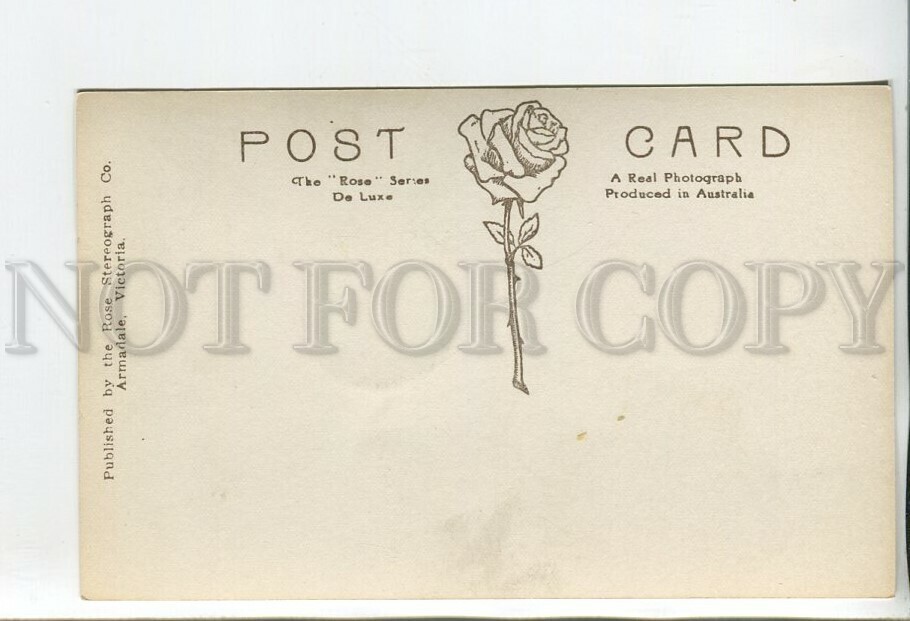 POST CARD
The "Rose" Series
De Luxe
A Real Photograph
Produced in Australia
Published by the Rose Stereograph Co.
Armadale, Victoria.
NOT FOR COPY